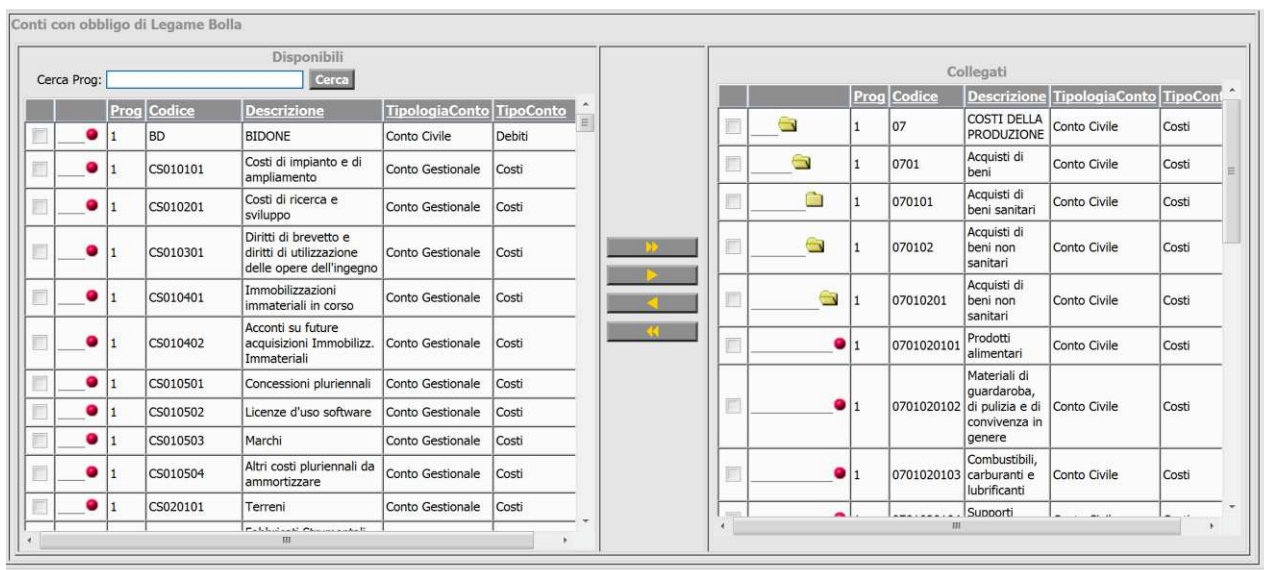 Conti con obbligo di Legame Bolla
Disponibili
Cerca Prog: Cerca
Prog Codice Descrizione TipologiaConto TipoConto
1 BD BIDONE Conto Civile Debiti
1 CS010101 Costi di impianto e di ampliamento Conto Gestionale Costi
1 CS010201 Costi di ricerca e sviluppo Conto Gestionale Costi
1 CS010301 Diritti di brevetto e diritti di utilizzazione delle opere dell'ingegno Conto Gestionale Costi
1 CS010401 Immobilizzazioni immateriali in corso Conto Gestionale Costi
1 CS010402 Acconti su future acquisizioni Immobilizz. Immateriali Conto Gestionale Costi
1 CS010501 Concessioni pluriennali Conto Gestionale Costi
1 CS010502 Licenze d'uso software Conto Gestionale Costi
1 CS010503 Marchi Conto Gestionale Costi
1 CS010504 Altri costi pluriennali da ammortizzare Conto Gestionale Costi
1 CS020101 Terreni Conto Gestionale Costi
Collegati
Prog Codice Descrizione TipologiaConto TipoCont
1 07 COSTI DELLA PRODUZIONE Conto Civile Costi
1 0701 Acquisti di beni Conto Civile Costi
1 070101 Acquisti di beni sanitari Conto Civile Costi
1 070102 Acquisti di beni non sanitari Conto Civile Costi
1 07010201 Acquisti di beni non sanitari Conto Civile Costi
1 0701020101 Prodotti alimentari Conto Civile Costi
1 0701020102 Materiali di guardaroba, di pulizia e di convivenza in genere Conto Civile Costi
1 0701020103 Combustibili, carburanti e lubrificanti Conto Civile Costi
Supporti